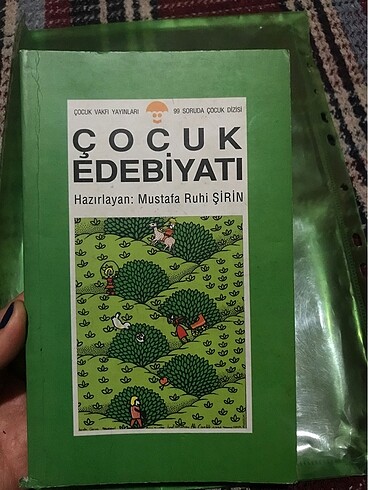 ÇOCUK VAKFI YAYINLARI 99 SORUDA ÇOCUK DİZİSİ
ÇOCUK
EDEBİYATI
Hazırlayan: Mustafa Ruhi ŞİRİN